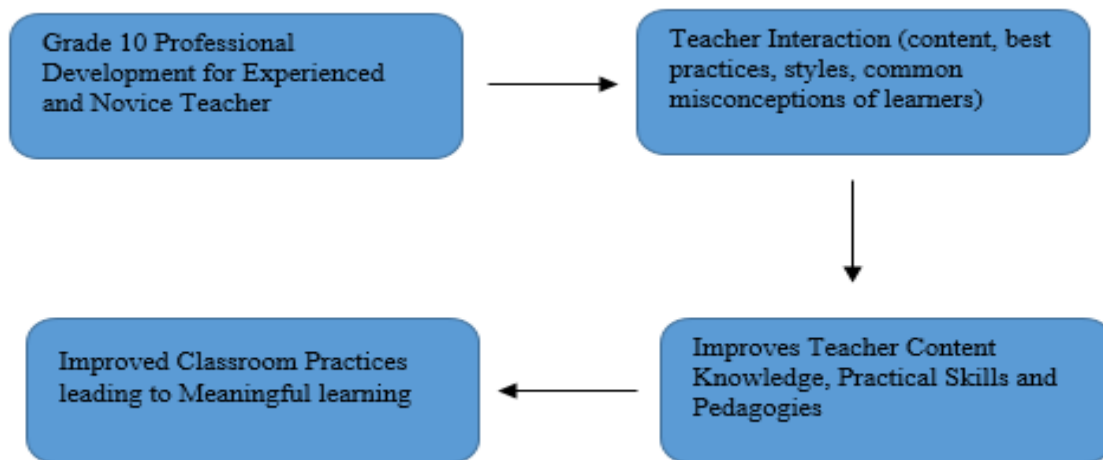 Grade 10 Professional
Development for Experienced
and Novice Teacher
Teacher Interaction (content, best
practices, styles, common
misconceptions of learners)
Improves Teacher Content
Knowledge, Practical Skills and
Pedagogies
Improved Classroom Practices
leading to Meaningful learning